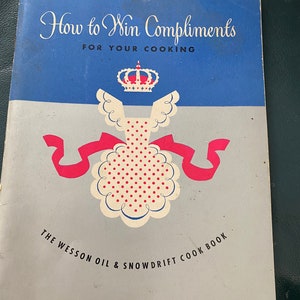 How to Win Compliments
FOR YOUR COOKING
THE WESSON OIL & SNOWDRIFT COOK BOOK